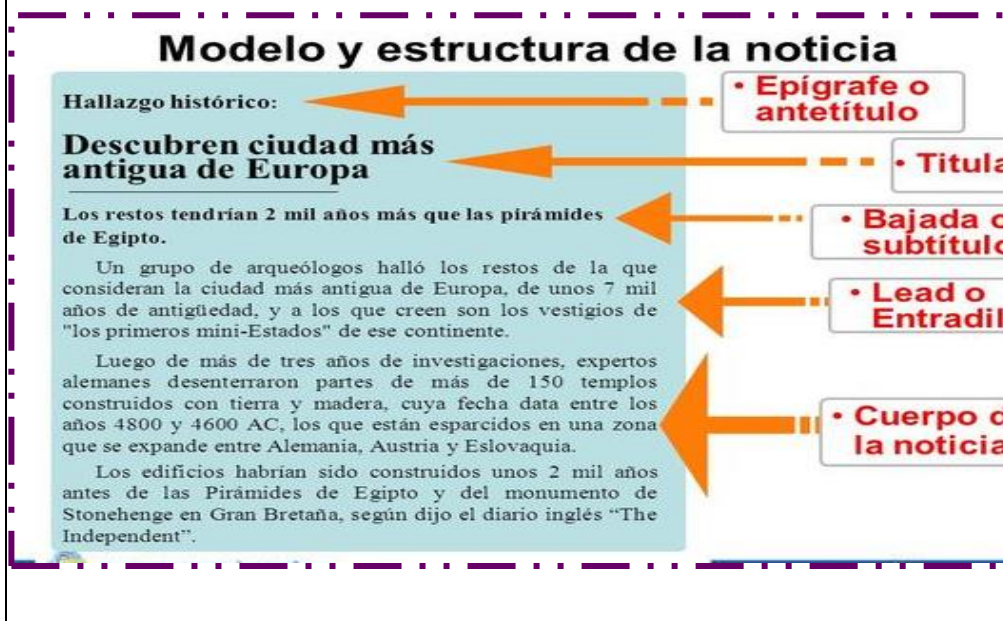 Modelo y estructura de la noticia
Hallazgo histórico:
• Epígrafe o
antetítulo
Descubren ciudad más
antigua de Europa
• Titula
Los restos tendrían 2 mil años más que las pirámides
de Egipto.
• Bajada o
subtítulo
Un grupo de arqueólogos halló los restos de la que
consideran la ciudad más antigua de Europa, de unos 7 mil
años de antigüedad, y a los que creen son los vestigios de
"los primeros mini-Estados" de ese continente.
• Lead o
Entradil
Luego de más de tres años de investigaciones, expertos
alemanes desenterraron partes de más de 150 templos
construidos con tierra y madera, cuya fecha data entre los
años 4800 y 4600 AC, los que están esparcidos en una zona
que se expande entre Alemania, Austria y Eslovaquia.
• Cuerpo d
la noticia
Los edificios habrían sido construidos unos 2 mil años
antes de las Pirámides de Egipto y del monumento de
Stonehenge en Gran Bretaña, según dijo el diario inglés “The
Independent”.